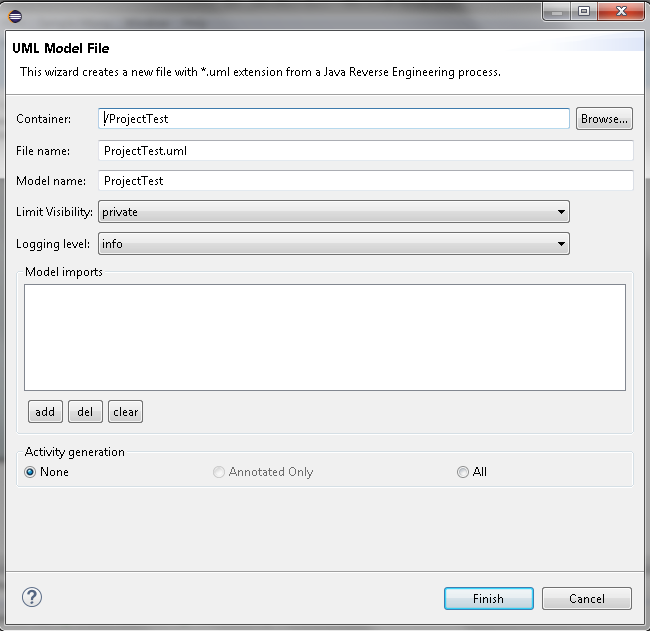 UML Model File
This wizard creates a new file with *.uml extension from a Java Reverse Engineering process.
Container: /ProjectTest Browse...
File name: ProjectTest.uml
Model name: ProjectTest
Limit Visibility: private
Logging level: info
Model imports
add del clear
Activity generation
None Annotated Only All
? Finish Cancel